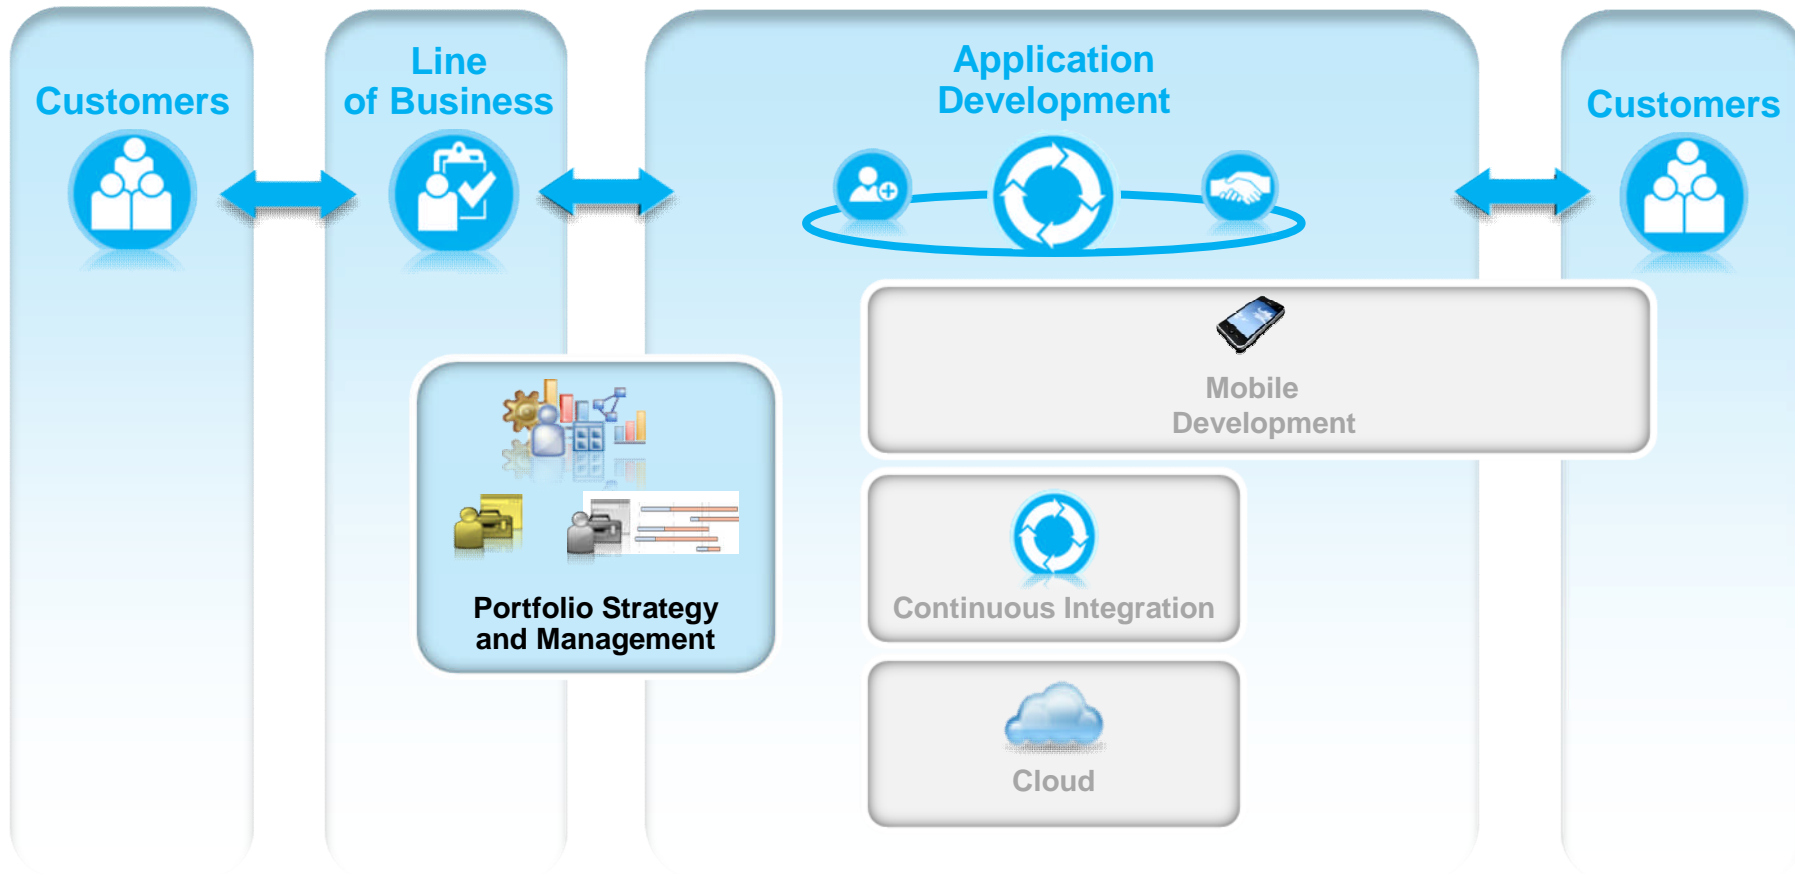 Customers
Line
of Business
Application
Development
Customers
Mobile
Development
Portfolio Strategy
and Management
Continuous Integration
Cloud